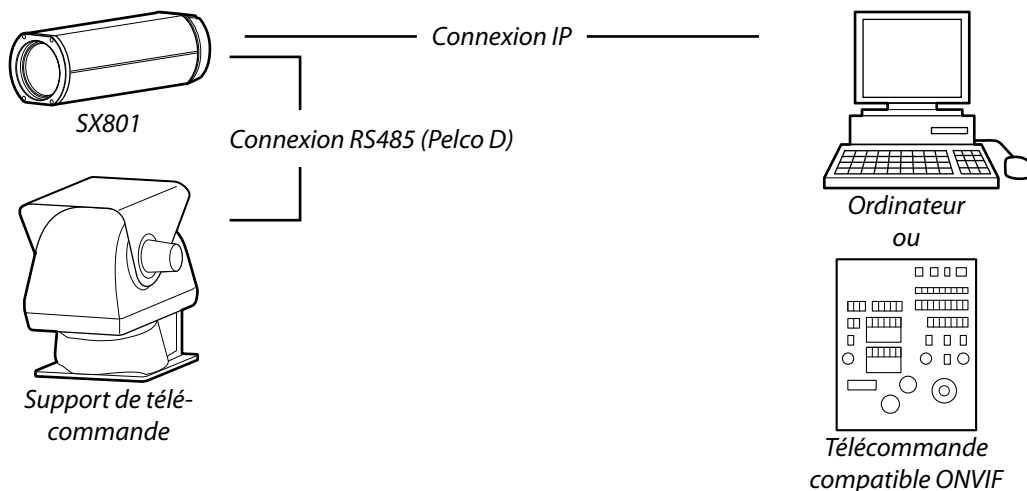 Connexion IP
SX801
Connexion RS485 (Pelco D)
Support de télé-
commande
Ordinateur
ou
Télécommande
compatible ONVIF